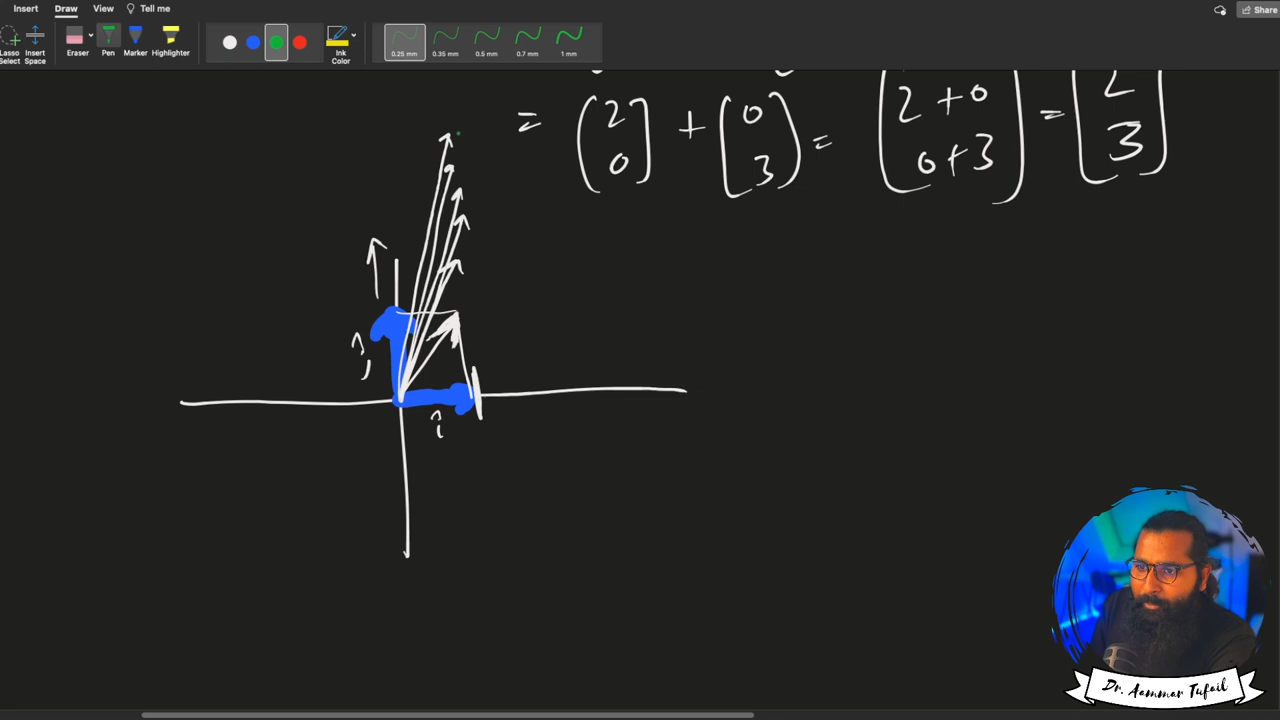 Insert Draw View Tell me Share
Lasso Select Insert Space Eraser Pen Marker Highlighter Ink Color 0.25 mm 0.35 mm 0.5 mm 0.7 mm 1 mm
= [2 0] + [0 3] = [2+0 0+3] = [2 3]
ĵ
î
Dr. Aammar Tufail